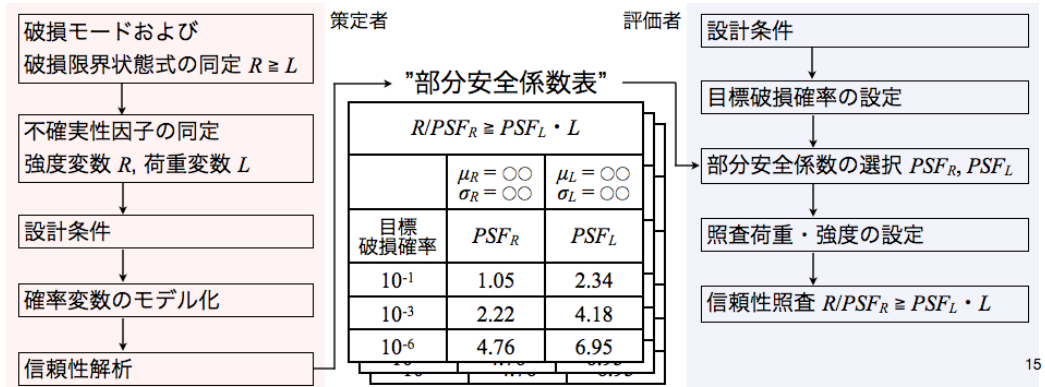 策定者
破損モードおよび
破損限界状態式の同定 R ≧ L
不確実性因子の同定
強度変数 R, 荷重変数 L
設計条件
確率変数のモデル化
信頼性解析
"部分安全係数表"
R/PSF_R ≧ PSF_L・L
μ_R = ○○ μ_L = ○○
σ_R = ○○ σ_L = ○○
目標
破損確率 PSF_R PSF_L
10^-1 1.05 2.34
10^-3 2.22 4.18
10^-6 4.76 6.95
評価者
設計条件
目標破損確率の設定
部分安全係数の選択 PSF_R, PSF_L
照査荷重・強度の設定
信頼性照査 R/PSF_R ≧ PSF_L・L
15